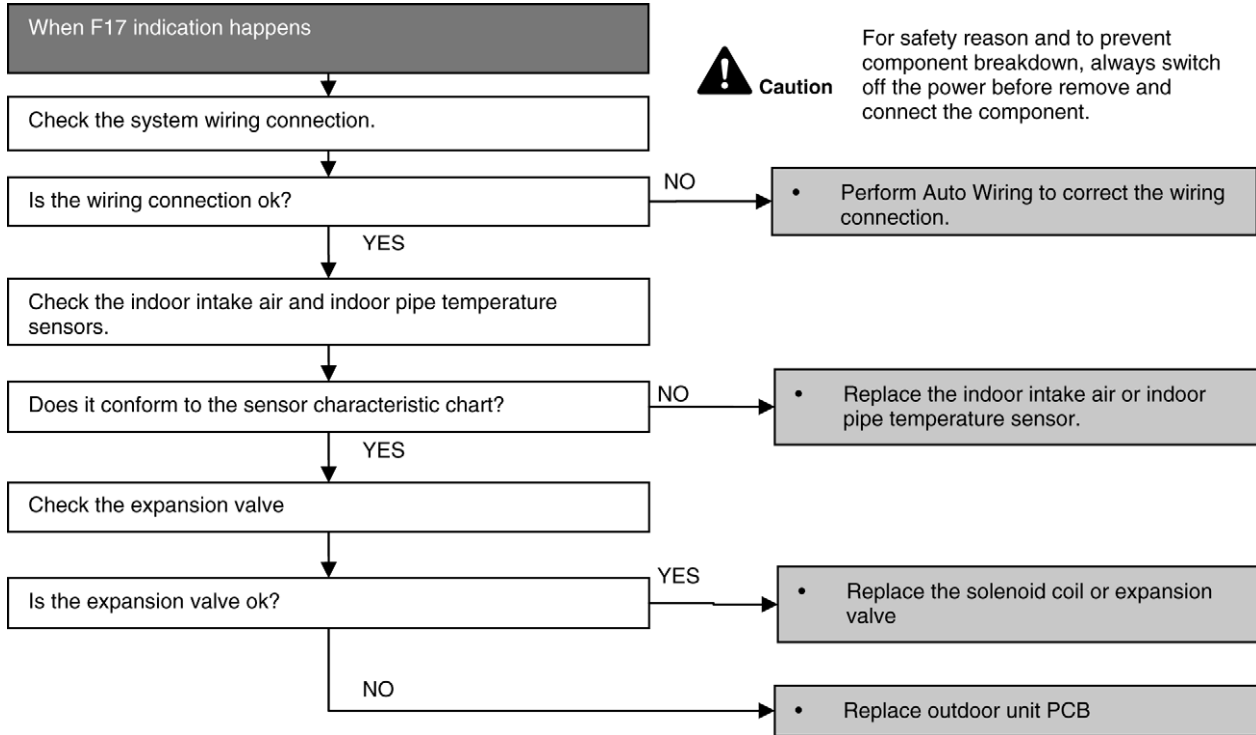 When F17 indication happens
Caution
For safety reason and to prevent
component breakdown, always switch
off the power before remove and
connect the component.
Check the system wiring connection.
Is the wiring connection ok?
NO
• Perform Auto Wiring to correct the wiring
connection.
YES
Check the indoor intake air and indoor pipe temperature
sensors.
Does it conform to the sensor characteristic chart?
NO
• Replace the indoor intake air or indoor
pipe temperature sensor.
YES
Check the expansion valve
Is the expansion valve ok?
YES
• Replace the solenoid coil or expansion
valve
NO
• Replace outdoor unit PCB